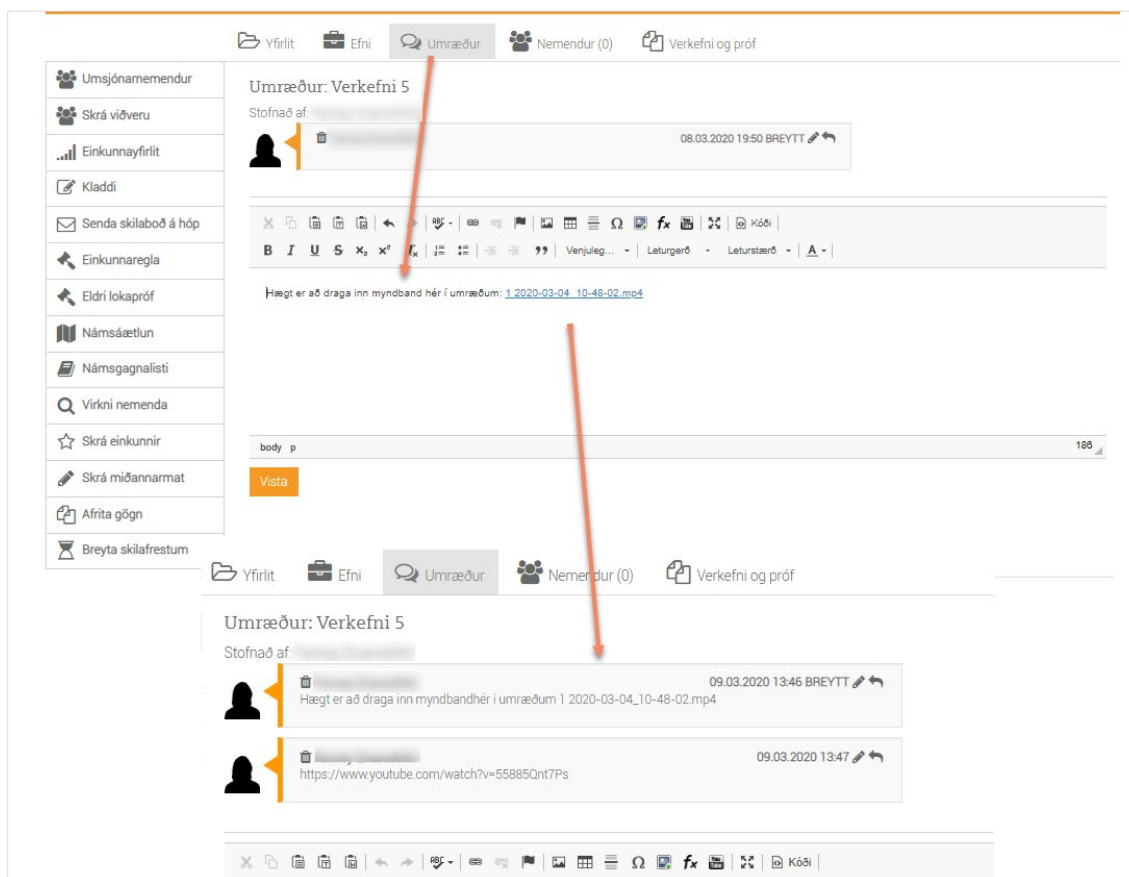 Yfirlit Efni Umræður Nemendur (0) Verkefni og próf
Umsjónarnemendur
Skrá viðveru
Einkunnayfirlit
Kladdi
Senda skilaboð á hóp
Einkunnaregla
Eldri lokapróf
Námsáætlun
Námsgagnalisti
Virkni nemenda
Skrá einkunnir
Skrá miðannarmat
Afrita gögn
Breyta skilafrestum
Umræður: Verkefni 5
Stofnað af:
08.03.2020 19:50 BREYTT
Kóði
Venjuleg... Leturgerð Leturstærð
Hægt er að draga inn myndband hér í umræðum: 1 2020-03-04_10-48-02.mp4
body p 186
Vista
Yfirlit Efni Umræður Nemendur (0) Verkefni og próf
Umræður: Verkefni 5
Stofnað af:
09.03.2020 13:46 BREYTT
Hægt er að draga inn myndbandhér í umræðum 1 2020-03-04_10-48-02.mp4
09.03.2020 13:47
https://www.youtube.com/watch?v=55885Qnt7Ps
Kóði